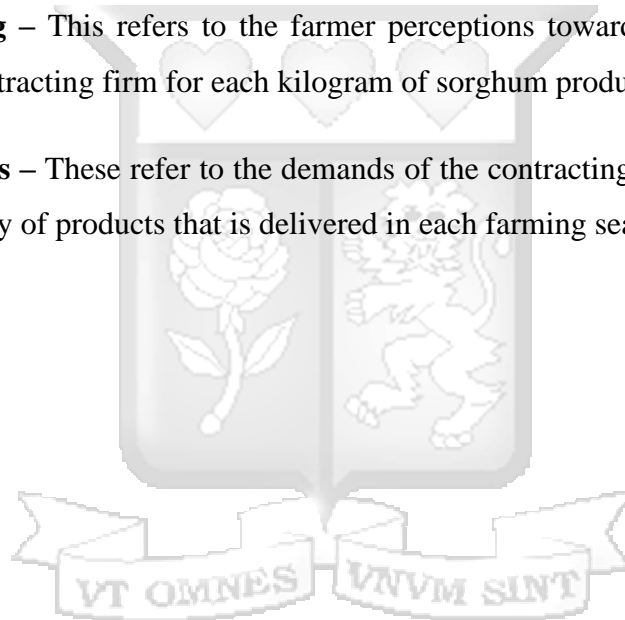 g – This refers to the farmer perceptions toward
tracting firm for each kilogram of sorghum produ
s – These refer to the demands of the contracting
y of products that is delivered in each farming sea
VT OMNES VNVM SINT